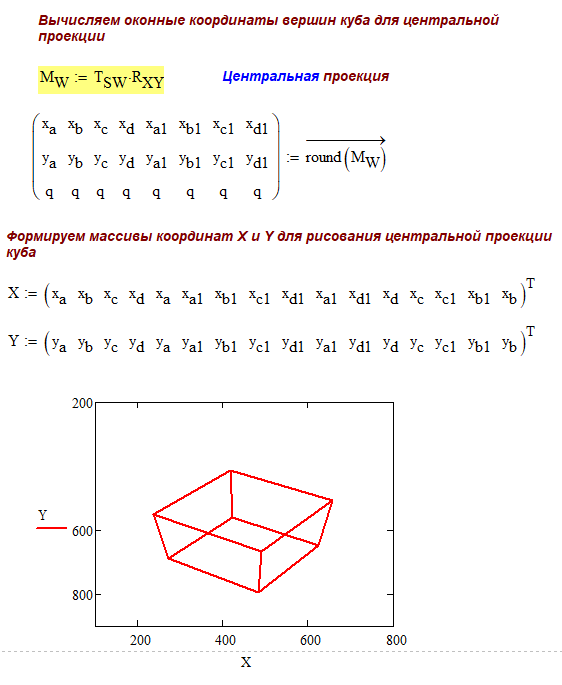 Вычисляем оконные координаты вершин куба для центральной
проекции
M_W := T_SW·R_XY Центральная проекция
x_a x_b x_c x_d x_a1 x_b1 x_c1 x_d1
y_a y_b y_c y_d y_a1 y_b1 y_c1 y_d1 := round(M_W)
q q q q q q q q
Формируем массивы координат X и Y для рисования центральной проекции
куба
X := (x_a x_b x_c x_d x_a x_a1 x_b1 x_c1 x_d1 x_a1 x_d1 x_d x_c x_c1 x_b1 x_b)^T
Y := (y_a y_b y_c y_d y_a y_a1 y_b1 y_c1 y_d1 y_a1 y_d1 y_d y_c y_c1 y_b1 y_b)^T
200
Y
600
800
200 400 600 800
X